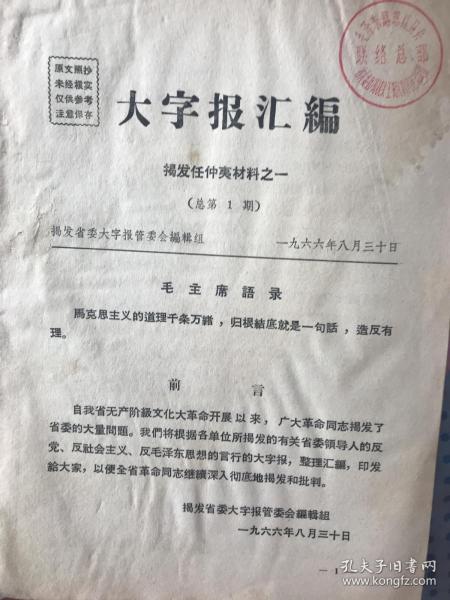 原文照抄
未经核实
仅供参考
注意保存
联络总部
大字报汇編
揭发任仲夷材料之一
(总第1期)
揭发省委大字报管委会編輯組
一九六六年八月三十日
毛主席語录
馬克思主义的道理千条万緒，归根結底就是一句話，造反有
理。
前言
自我省无产阶級文化大革命开展以来，广大革命同志揭发了
省委的大量問題。我們将根据各单位所揭发的有关省委領导人的反
党、反社会主义、反毛泽东思想的言行的大字报，整理汇編，印发
給大家，以便全省革命同志継續深入彻底地揭发和批判。
揭发省委大字报管委会編輯組
一九六六年八月三十日
— 1
孔夫子旧书网
www.kongfz.com